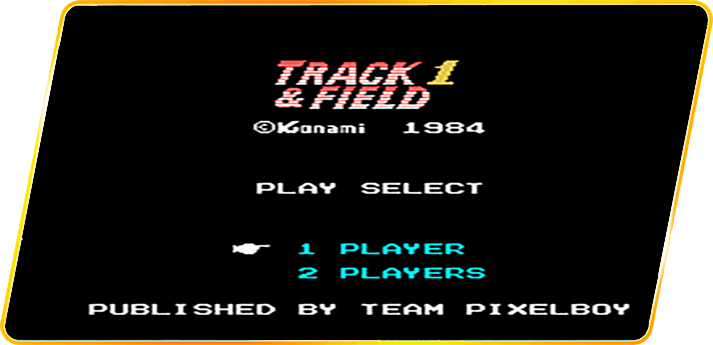 TRACK 1
& FIELD
©Konami 1984
PLAY SELECT
1 PLAYER
2 PLAYERS
PUBLISHED BY TEAM PIXELBOY